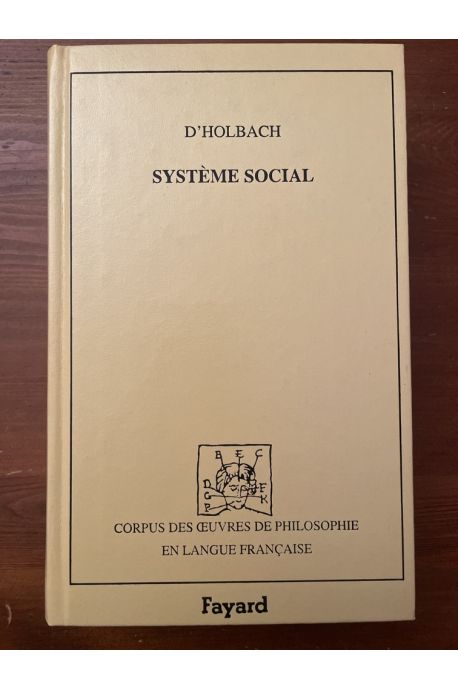 D'HOLBACH
SYSTÈME SOCIAL
B E C
D F
G K
P
CORPUS DES ŒUVRES DE PHILOSOPHIE
EN LANGUE FRANÇAISE
Fayard